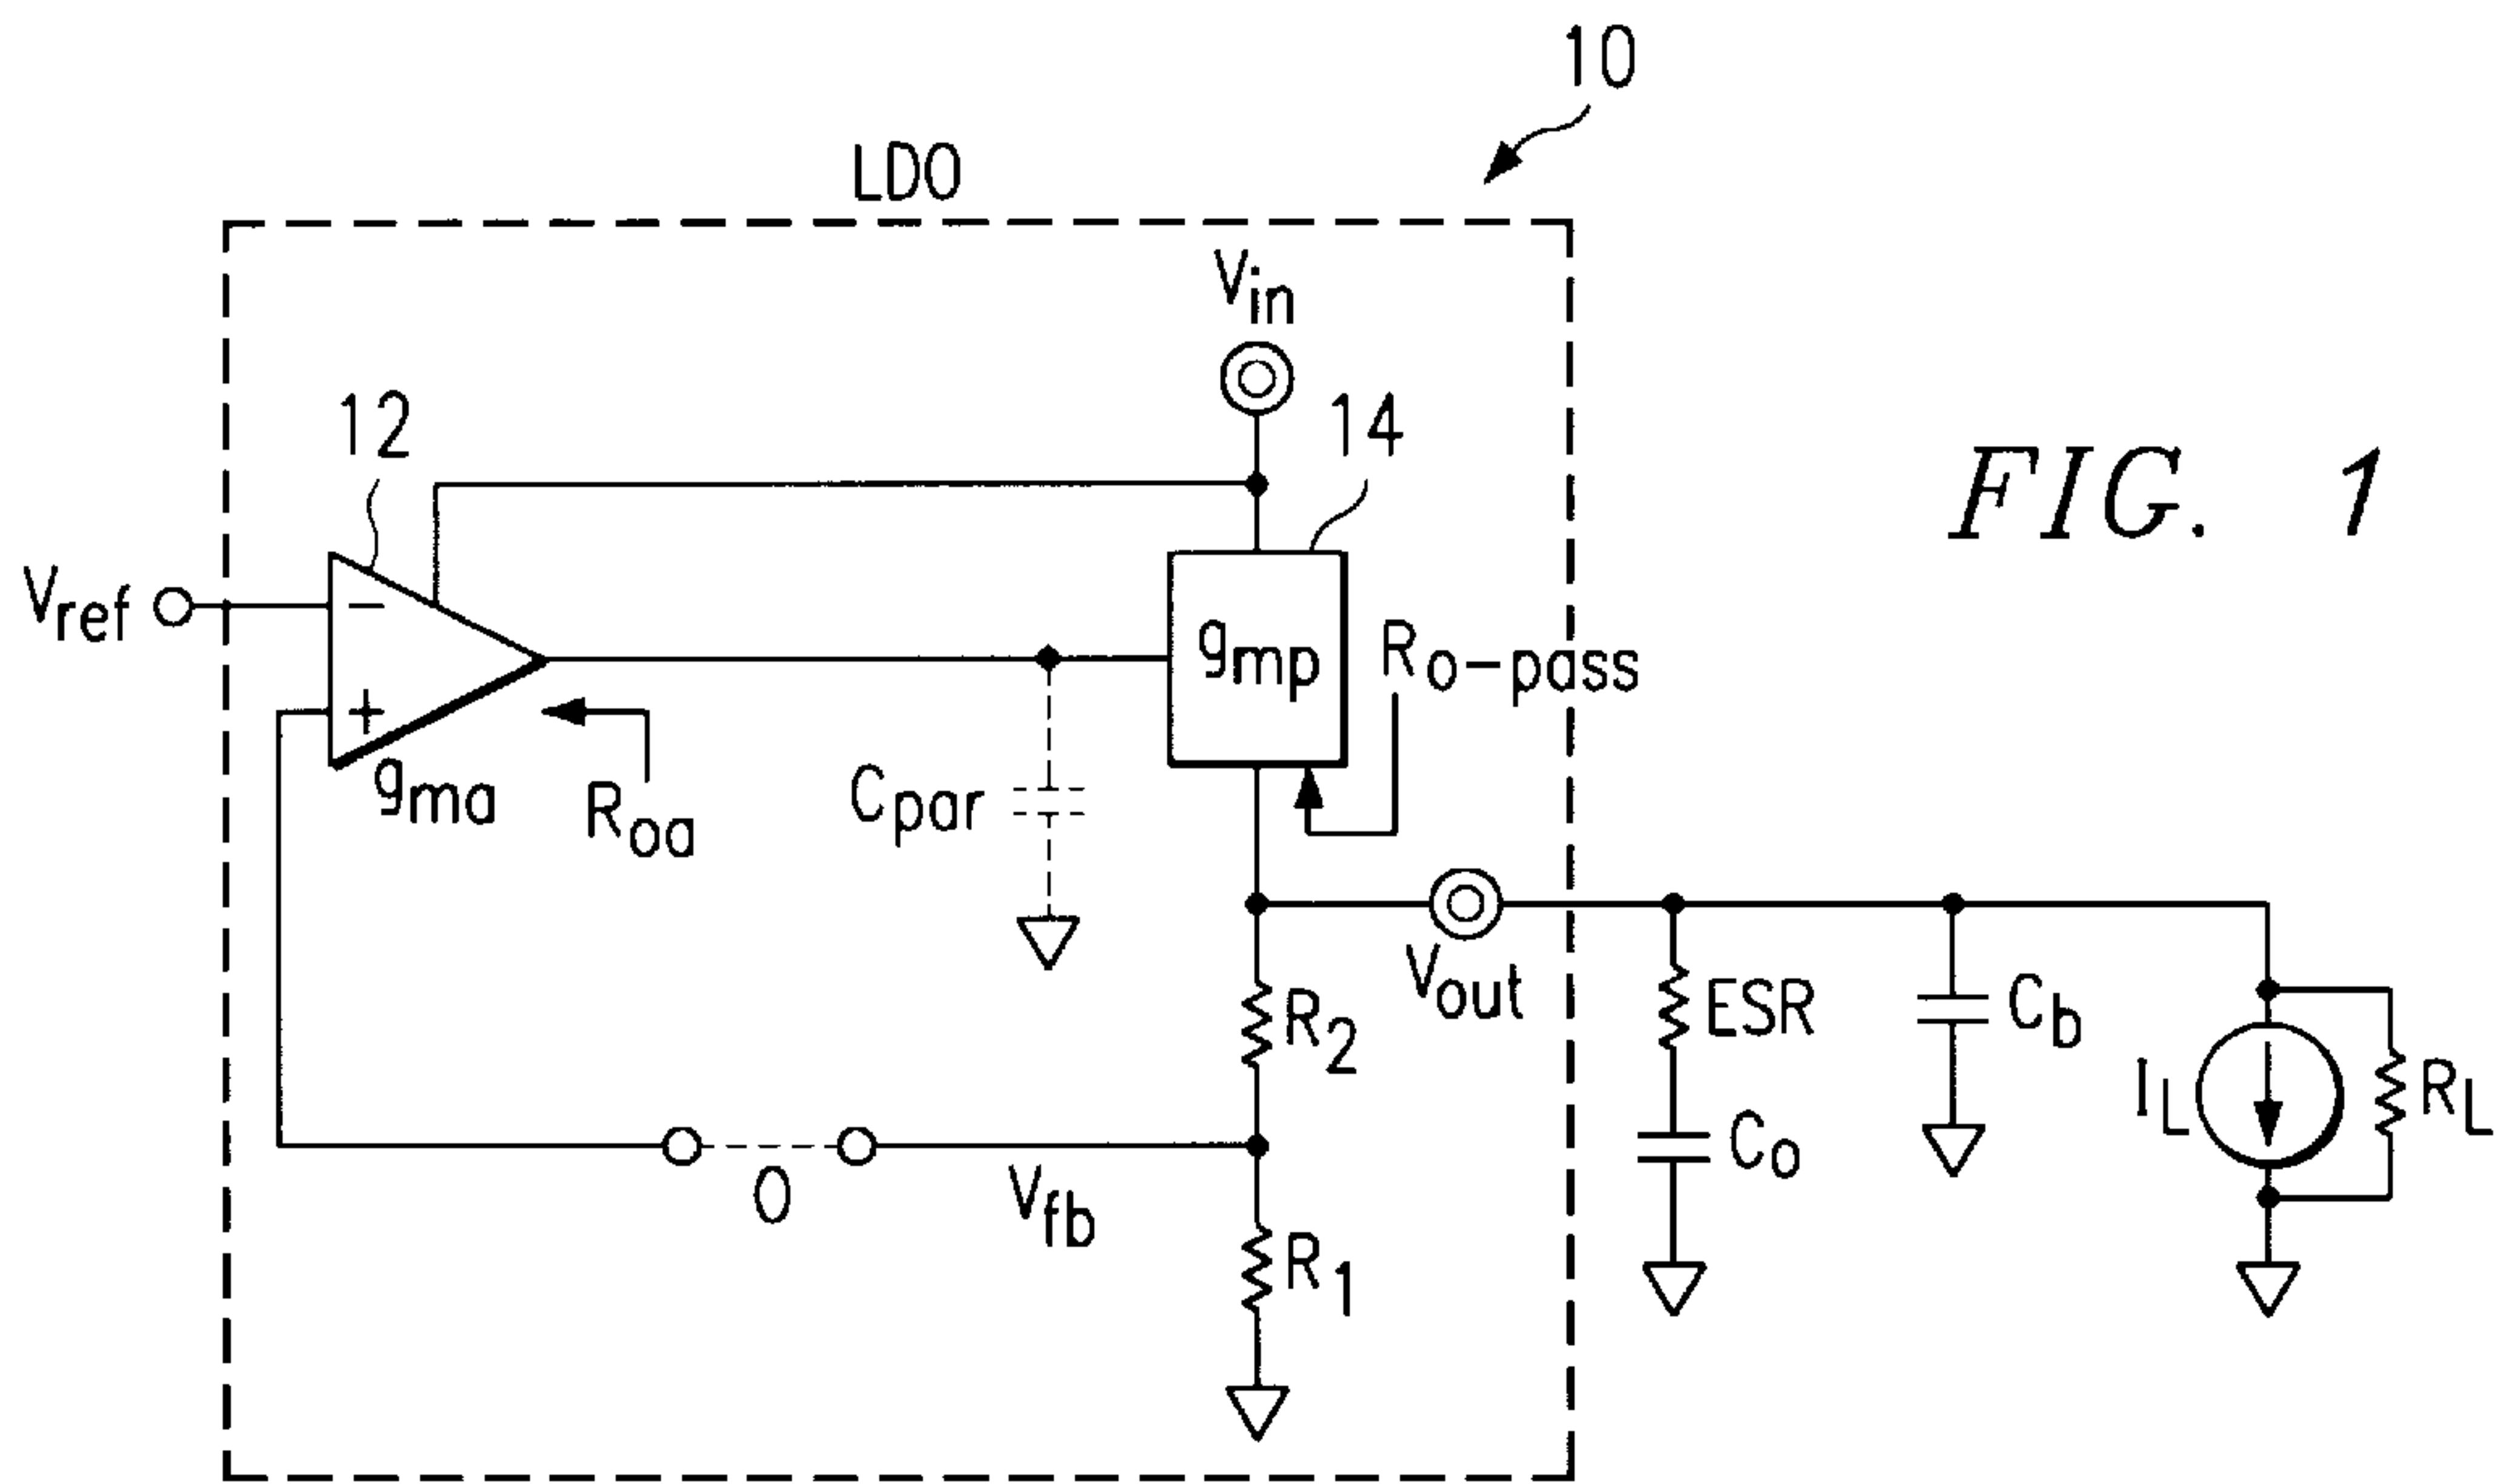 10
LDO
Vin
12
14
FIG. 1
Vref
−
gmp
Ro-pass
+
gma
Roa
Cpar
Vout
R2
ESR
Cb
IL
RL
Co
O
Vfb
R1